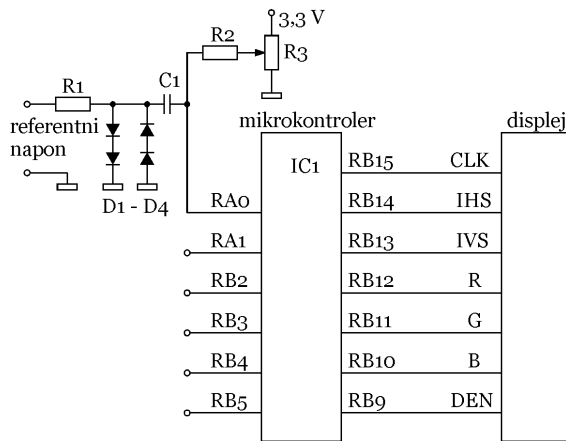 3,3 V
R2
R3
R1
C1
referentni
napon
D1 - D4
mikrokontroler
displej
IC1
RB15
CLK
RA0
RB14
IHS
RA1
RB13
IVS
RB2
RB12
R
RB3
RB11
G
RB4
RB10
B
RB5
RB9
DEN